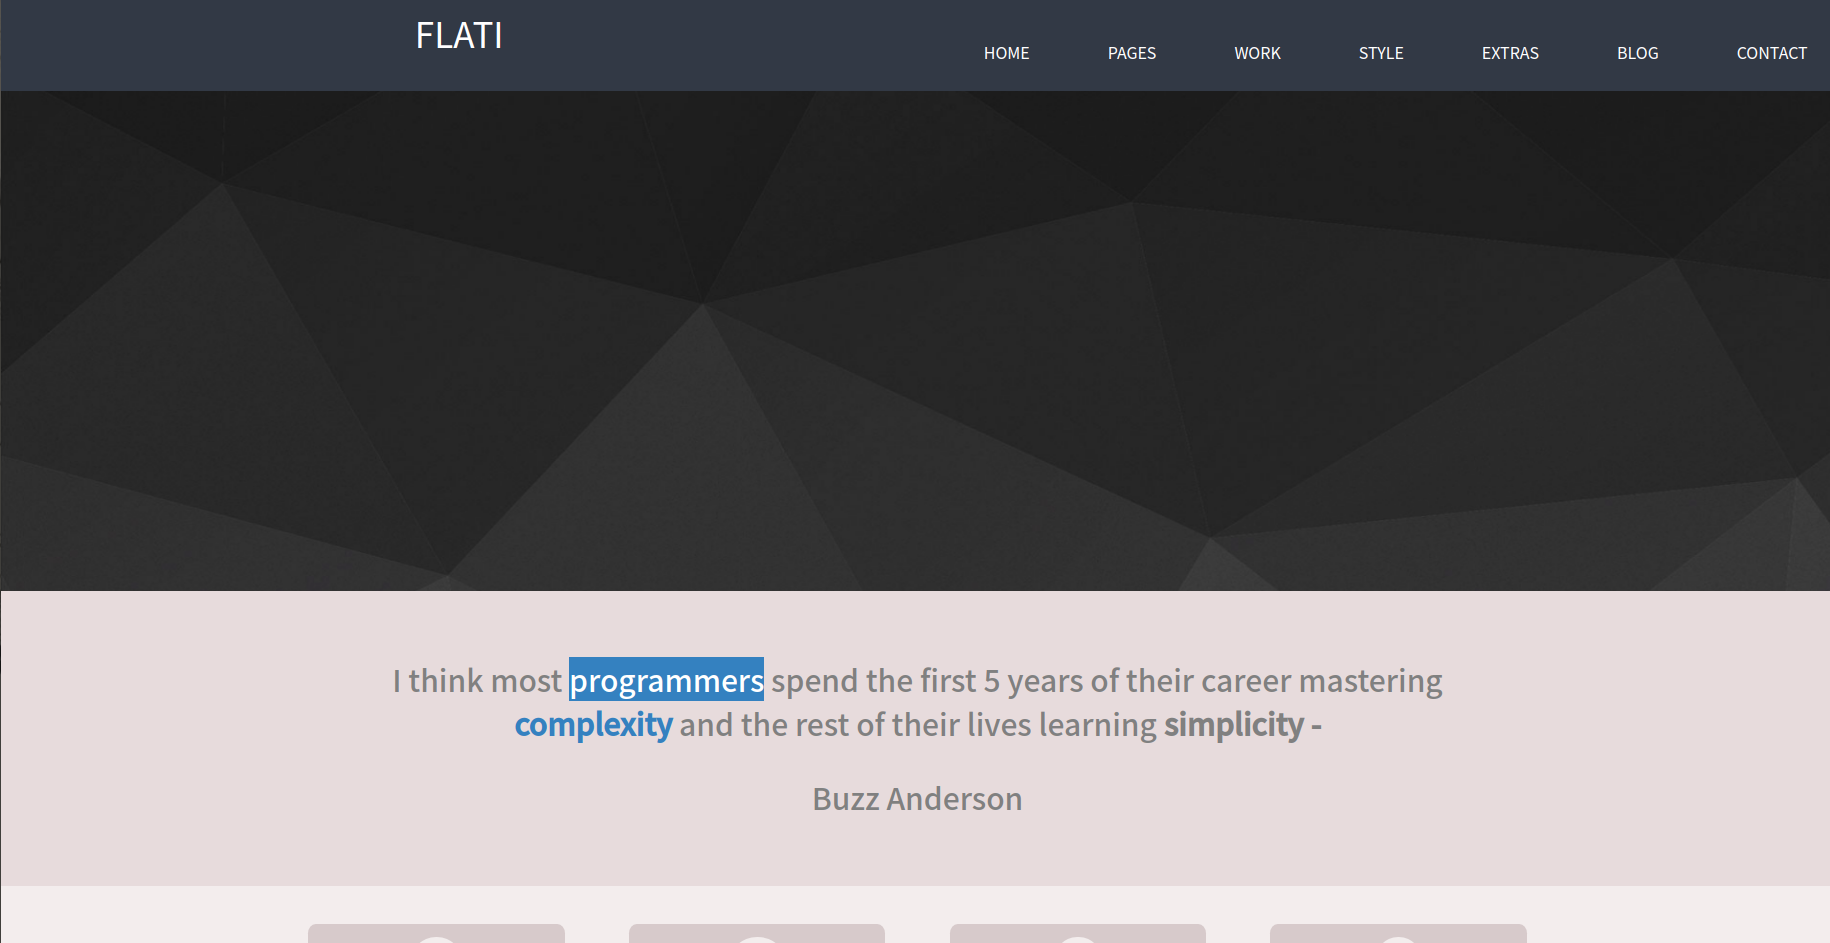 FLATI
HOME PAGES WORK STYLE EXTRAS BLOG CONTACT
I think most programmers spend the first 5 years of their career mastering
complexity and the rest of their lives learning simplicity -
Buzz Anderson